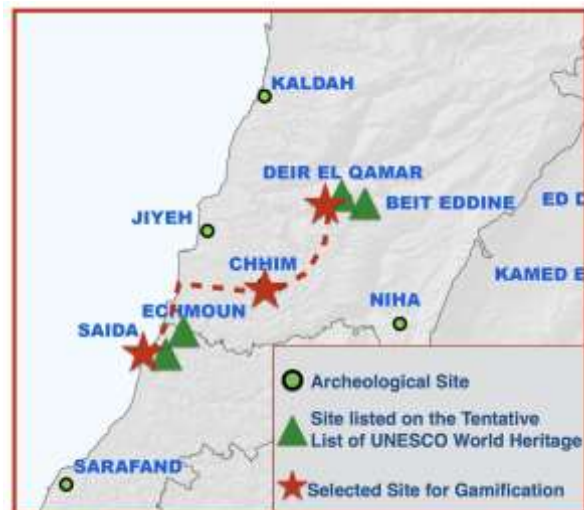 KALDAH
DEIR EL QAMAR
BEIT EDDINE
ED D
JIYEH
CHHIM
KAMED E
ECHMOUN
NIHA
SAIDA
SARAFAND
Archeological Site
Site listed on the Tentative
List of UNESCO World Heritage
Selected Site for Gamification